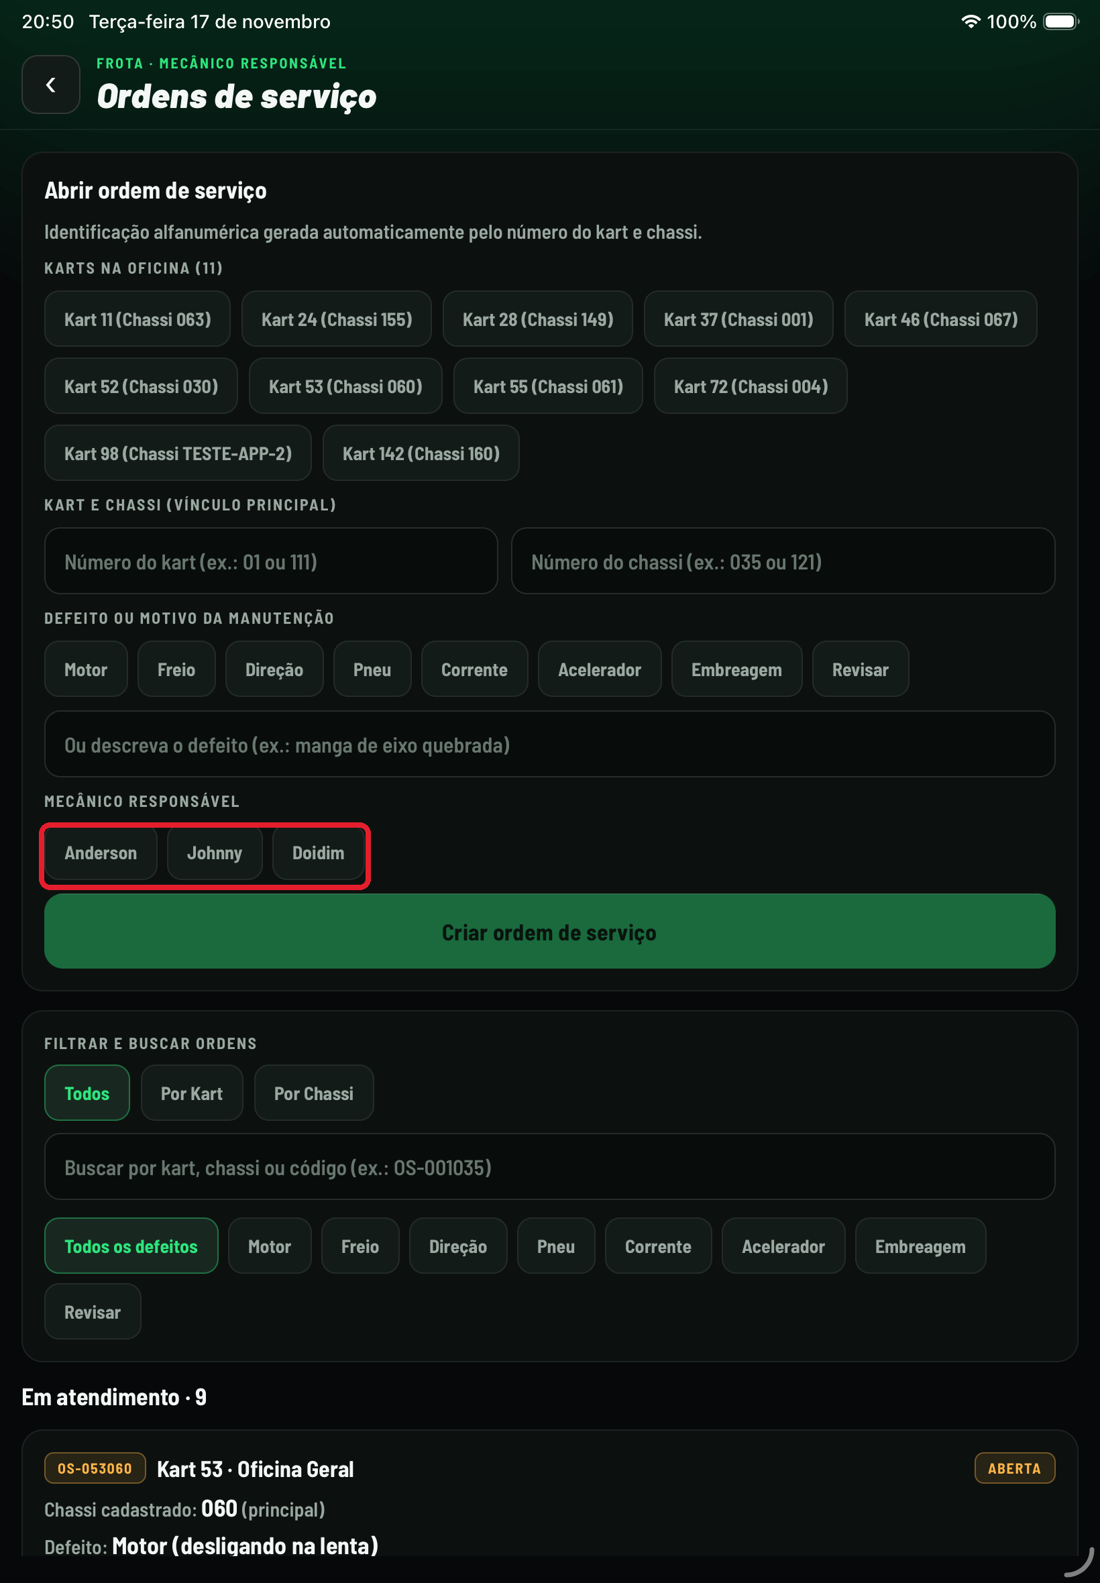 20:50 Terça-feira 17 de novembro 100%
FROTA · MECÂNICO RESPONSÁVEL
Ordens de serviço
Abrir ordem de serviço
Identificação alfanumérica gerada automaticamente pelo número do kart e chassi.
KARTS NA OFICINA (11)
Kart 11 (Chassi 063) Kart 24 (Chassi 155) Kart 28 (Chassi 149) Kart 37 (Chassi 001) Kart 46 (Chassi 067)
Kart 52 (Chassi 030) Kart 53 (Chassi 060) Kart 55 (Chassi 061) Kart 72 (Chassi 004)
Kart 98 (Chassi TESTE-APP-2) Kart 142 (Chassi 160)
KART E CHASSI (VÍNCULO PRINCIPAL)
Número do kart (ex.: 01 ou 111) Número do chassi (ex.: 035 ou 121)
DEFEITO OU MOTIVO DA MANUTENÇÃO
Motor Freio Direção Pneu Corrente Acelerador Embreagem Revisar
Ou descreva o defeito (ex.: manga de eixo quebrada)
MECÂNICO RESPONSÁVEL
Anderson Johnny Doidim
Criar ordem de serviço
FILTRAR E BUSCAR ORDENS
Todos Por Kart Por Chassi
Buscar por kart, chassi ou código (ex.: OS-001035)
Todos os defeitos Motor Freio Direção Pneu Corrente Acelerador Embreagem
Revisar
Em atendimento · 9
OS-053060 Kart 53 · Oficina Geral ABERTA
Chassi cadastrado: 060 (principal)
Defeito: Motor (desligando na lenta)